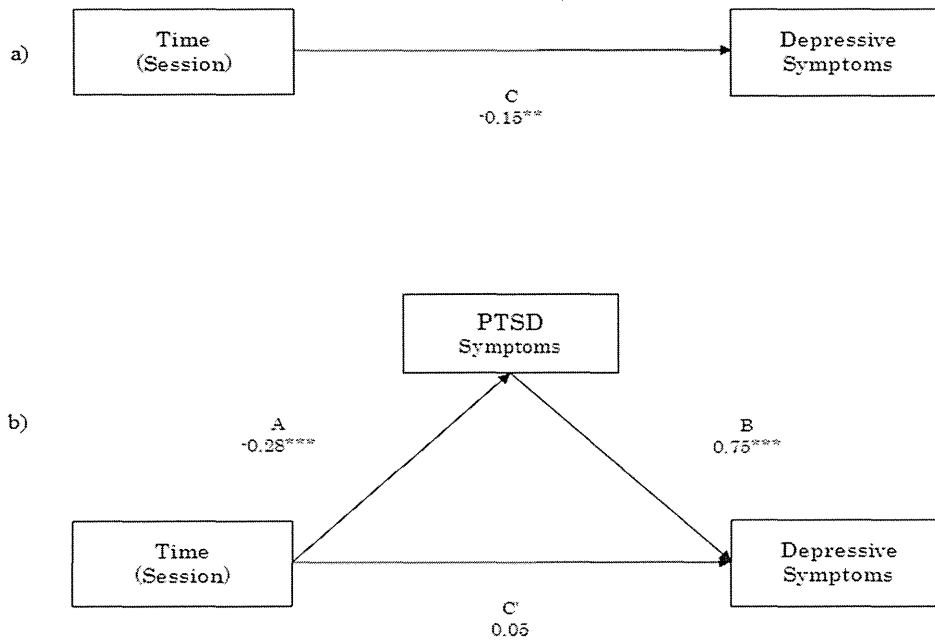 a)
Time
(Session)
Depressive
Symptoms
C
-0.15**
PTSD
Symptoms
b)
A
-0.28***
B
0.75***
Time
(Session)
Depressive
Symptoms
C'
0.05